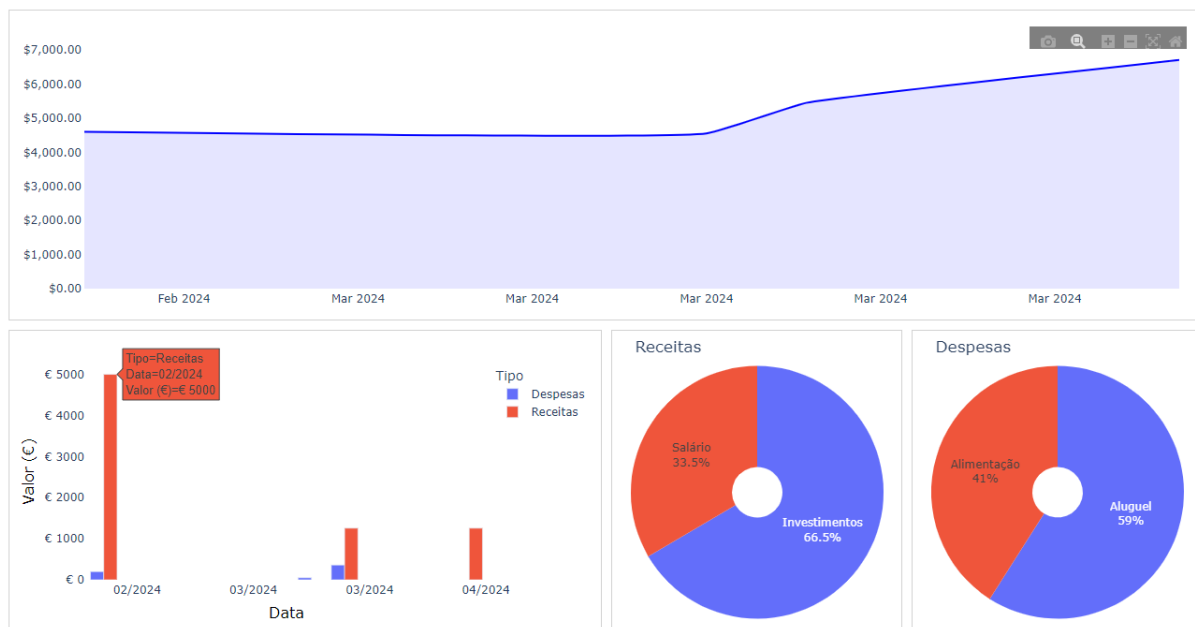 $7,000.00
$6,000.00
$5,000.00
$4,000.00
$3,000.00
$2,000.00
$1,000.00
$0.00
Feb 2024
Mar 2024
Mar 2024
Mar 2024
Mar 2024
Mar 2024
Tipo=Receitas
Data=02/2024
Valor (€)=€ 5000
€ 5000
€ 4000
€ 3000
€ 2000
€ 1000
€ 0
Valor (€)
02/2024
03/2024
03/2024
04/2024
Data
Tipo
Despesas
Receitas
Receitas
Salário
33.5%
Investimentos
66.5%
Despesas
Alimentação
41%
Aluguel
59%